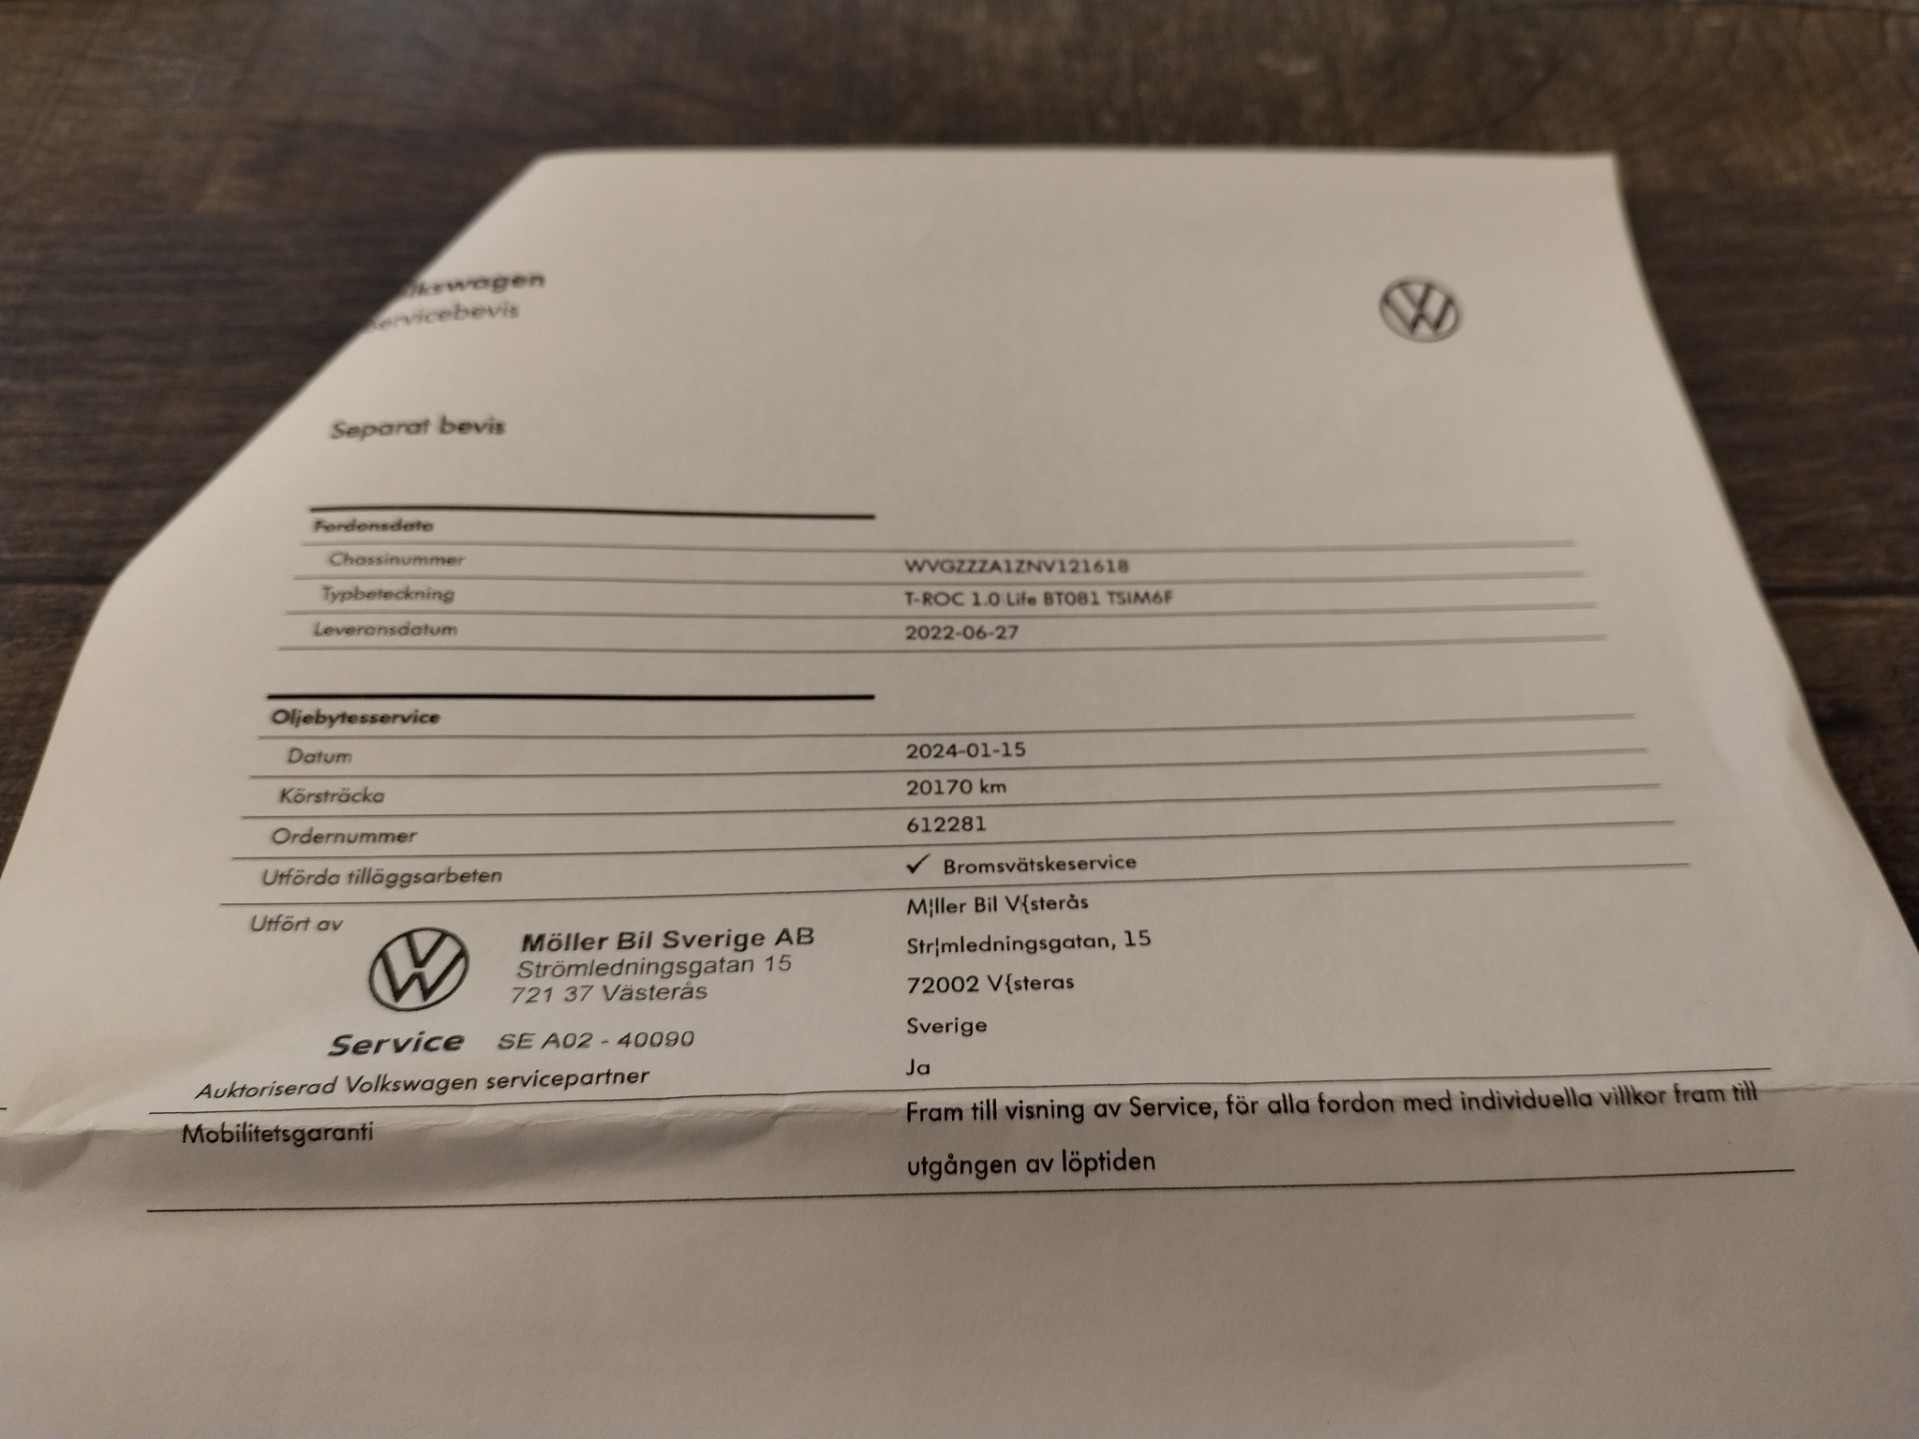 lkswagen
ervicebevis
Separat bevis
Fordonsdata
Chassinummer WVGZZZA1ZNV121618
Typbeteckning T-ROC 1.0 Life BT081 TSIM6F
Leveransdatum 2022-06-27
Oljebytesservice
Datum 2024-01-15
Körsträcka 20170 km
Ordernummer 612281
Utförda tilläggsarbeten ✓ Bromsvätskeservice
Utfört av
Möller Bil Sverige AB
Strömledningsgatan 15
721 37 Västerås
Service SE A02 - 40090
M¦ller Bil V{sterås
Str¦mledningsgatan, 15
72002 V{steras
Sverige
Auktoriserad Volkswagen servicepartner Ja
Mobilitetsgaranti Fram till visning av Service, för alla fordon med individuella villkor fram till
utgången av löptiden